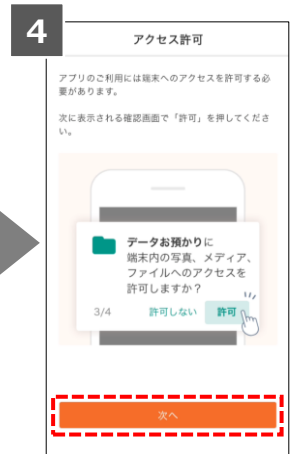 4
アクセス許可
アプリのご利用には端末へのアクセスを許可する必
要があります。
次に表示される確認画面で「許可」を押してくださ
い。
データお預かりに
端末内の写真、メディア、
ファイルへのアクセスを
許可しますか？
3/4 許可しない 許可
次へ